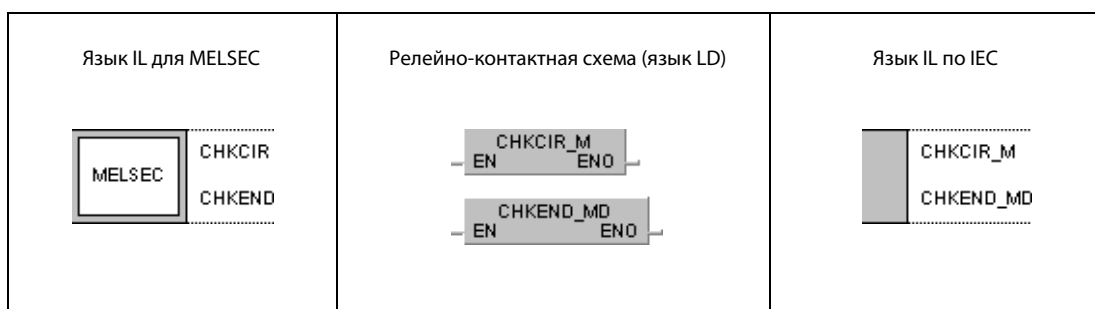 Язык IL для MELSEC
MELSEC
CHKCIR
CHKEND
Релейно-контактная схема (язык LD)
CHKCIR_M
EN ENO
CHKEND_MD
EN ENO
Язык IL по IEC
CHKCIR_M
CHKEND_MD